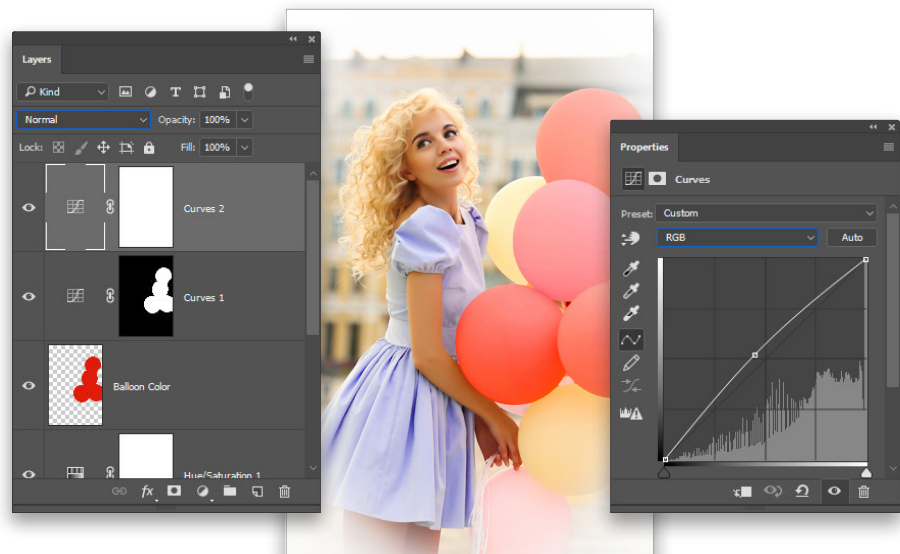 Layers
Kind
T
Normal
Opacity: 100%
Lock:
Fill: 100%
Curves 2
Curves 1
Balloon Color
Hue/Saturation 1
fx
Properties
Curves
Preset: Custom
RGB
Auto